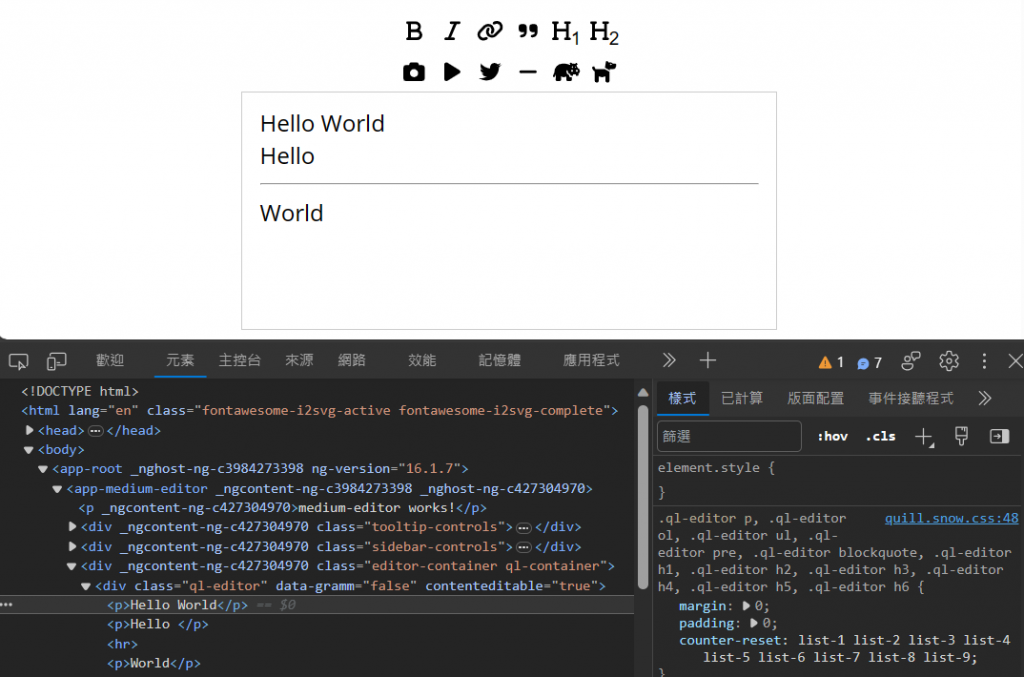 B I H1 H2
Hello World
Hello
World
歡迎 元素 主控台 來源 網路 效能 記憶體 應用程式 1 7
<!DOCTYPE html>
<html lang="en" class="fontawesome-i2svg-active fontawesome-i2svg-complete">
<head> ⋯ </head>
<body>
<app-root _nghost-ng-c3984273398 ng-version="16.1.7">
<app-medium-editor _ngcontent-ng-c3984273398 _nghost-ng-c427304970>
<p _ngcontent-ng-c427304970>medium-editor works!</p>
<div _ngcontent-ng-c427304970 class="tooltip-controls"> ⋯ </div>
<div _ngcontent-ng-c427304970 class="sidebar-controls"> ⋯ </div>
<div _ngcontent-ng-c427304970 class="editor-container ql-container">
<div class="ql-editor" data-gramm="false" contenteditable="true">
<p>Hello World</p> == $0
<p>Hello </p>
<hr>
<p>World</p>
樣式 已計算 版面配置 事件接聽程式
篩選 :hov .cls
element.style {
}
.ql-editor p, .ql-editor quill.snow.css:48
ol, .ql-editor ul, .ql-
editor pre, .ql-editor blockquote, .ql-editor
h1, .ql-editor h2, .ql-editor h3, .ql-editor
h4, .ql-editor h5, .ql-editor h6 {
margin: 0;
padding: 0;
counter-reset: list-1 list-2 list-3 list-4
list-5 list-6 list-7 list-8 list-9;
}